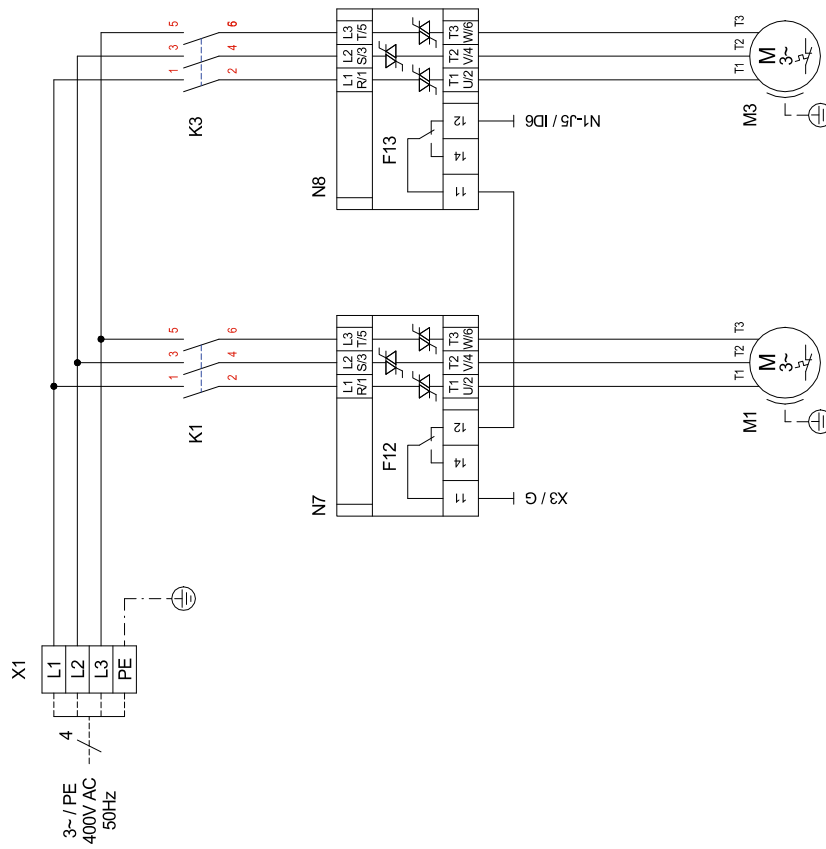 5
3
1
6
4
2
K3
L3 T/5
L2 S/3
L1 R/1
T3 W/6
T2 V/4
T1 U/2
12
14
11
F13
N8
N1-J5 / ID6
T3
T2
T1
M
3~
M3
5
3
1
6
4
2
K1
L3 T/5
L2 S/3
L1 R/1
T3 W/6
T2 V/4
T1 U/2
12
14
11
F12
N7
X3 / G
T3
T2
T1
M
3~
M1
X1
L1
L2
L3
PE
4
3~ / PE
400V AC
50Hz